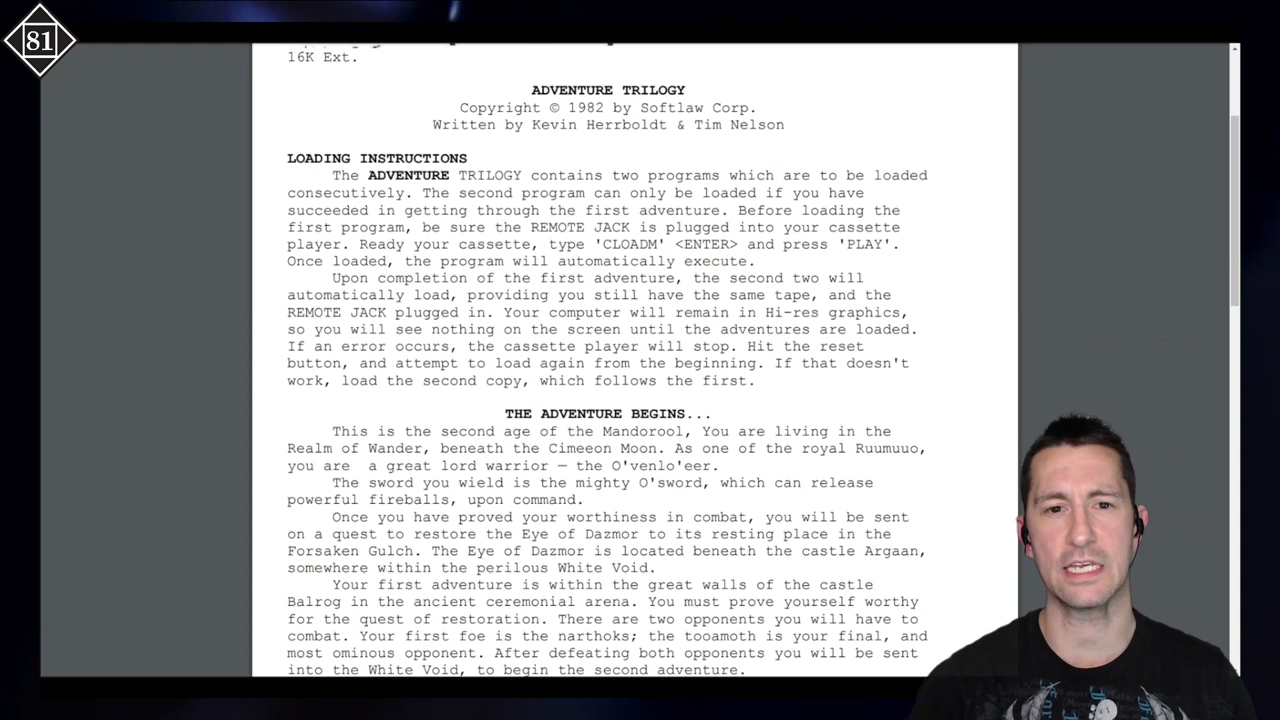 81
16K Ext.
ADVENTURE TRILOGY
Copyright © 1982 by Softlaw Corp.
Written by Kevin Herrboldt & Tim Nelson
LOADING INSTRUCTIONS
The ADVENTURE TRILOGY contains two programs which are to be loaded
consecutively. The second program can only be loaded if you have
succeeded in getting through the first adventure. Before loading the
first program, be sure the REMOTE JACK is plugged into your cassette
player. Ready your cassette, type 'CLOADM' <ENTER> and press 'PLAY'.
Once loaded, the program will automatically execute.
Upon completion of the first adventure, the second two will
automatically load, providing you still have the same tape, and the
REMOTE JACK plugged in. Your computer will remain in Hi-res graphics,
so you will see nothing on the screen until the adventures are loaded.
If an error occurs, the cassette player will stop. Hit the reset
button, and attempt to load again from the beginning. If that doesn't
work, load the second copy, which follows the first.
THE ADVENTURE BEGINS...
This is the second age of the Mandorool, You are living in the
Realm of Wander, beneath the Cimeeon Moon. As one of the royal Ruumuuo,
you are a great lord warrior — the O'venlo'eer.
The sword you wield is the mighty O'sword, which can release
powerful fireballs, upon command.
Once you have proved your worthiness in combat, you will be sent
on a quest to restore the Eye of Dazmor to its resting place in the
Forsaken Gulch. The Eye of Dazmor is located beneath the castle Argaan,
somewhere within the perilous White Void.
Your first adventure is within the great walls of the castle
Balrog in the ancient ceremonial arena. You must prove yourself worthy
for the quest of restoration. There are two opponents you will have to
combat. Your first foe is the narthoks; the tooamoth is your final, and
most ominous opponent. After defeating both opponents you will be sent
into the White Void, to begin the second adventure.